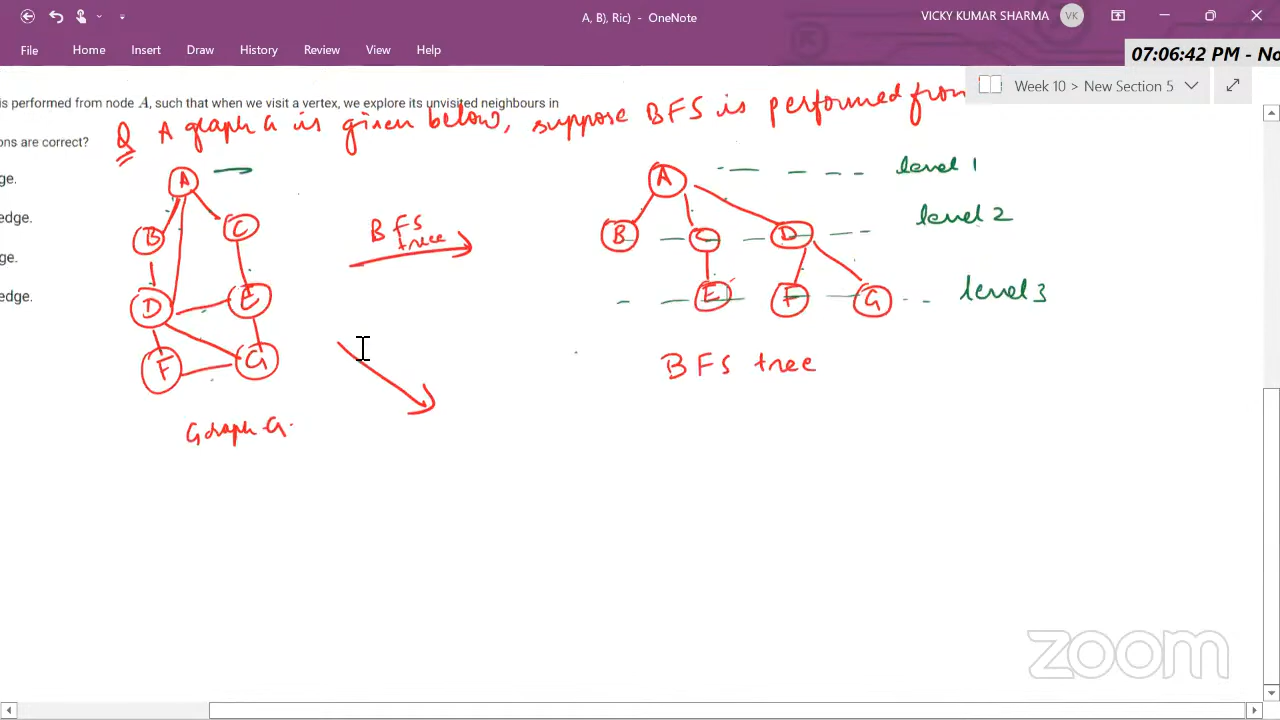 A, B), Ric) - OneNote
VICKY KUMAR SHARMA VK
File Home Insert Draw History Review View Help
07:06:42 PM - No
Week 10 > New Section 5
is performed from node A, such that when we visit a vertex, we explore its unvisited neighbours in
Q A graph G is given below, suppose BFS is performed from
ons are correct?
ge.
edge.
ge.
edge.
A
B
C
D
E
F
G
Graph G.
BFS
tree
A
level 1
B C D
level 2
E F G
level 3
BFS tree
zoom